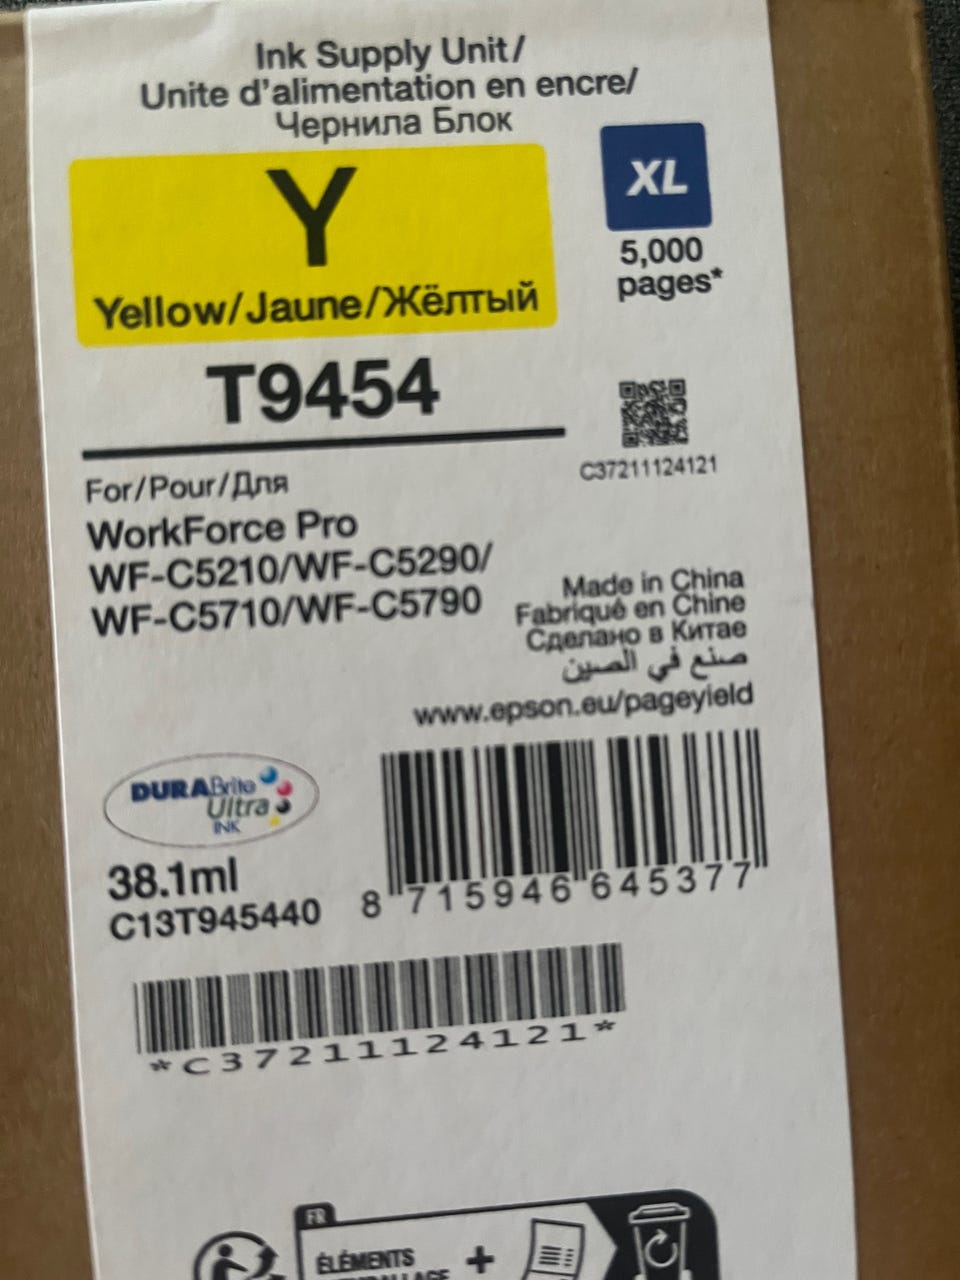 Ink Supply Unit/
Unite d'alimentation en encre/
Чернила Блок
Y
Yellow/Jaune/Жёлтый
XL
5,000
pages*
T9454
C37211124121
For/Pour/Для
WorkForce Pro
WF-C5210/WF-C5290/
WF-C5710/WF-C5790
Made in China
Fabriqué en Chine
Сделано в Китае
صنع في الصين
www.epson.eu/pageyield
DURABrite
Ultra
INK
38.1ml
C13T945440
8 715946 645377
*C37211124121*
FR
ÉLÉMENTS